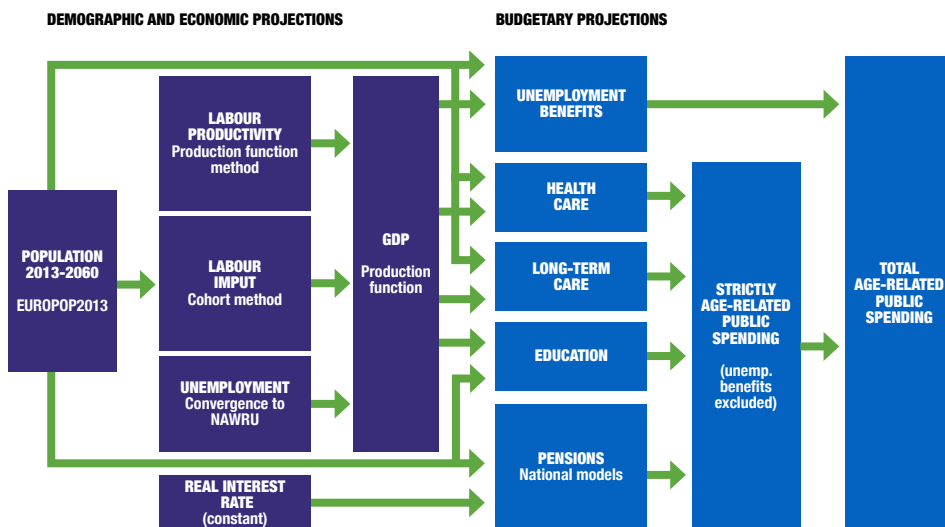 DEMOGRAPHIC AND ECONOMIC PROJECTIONS
BUDGETARY PROJECTIONS
POPULATION
2013-2060
EUROPOP2013
LABOUR
PRODUCTIVITY
Production function
method
LABOUR
IMPUT
Cohort method
UNEMPLOYMENT
Convergence to
NAWRU
REAL INTEREST
RATE
(constant)
GDP
Production
function
UNEMPLOYMENT
BENEFITS
HEALTH
CARE
LONG-TERM
CARE
EDUCATION
PENSIONS
National models
STRICTLY
AGE-RELATED
PUBLIC
SPENDING
(unemp.
benefits
excluded)
TOTAL
AGE-RELATED
PUBLIC
SPENDING